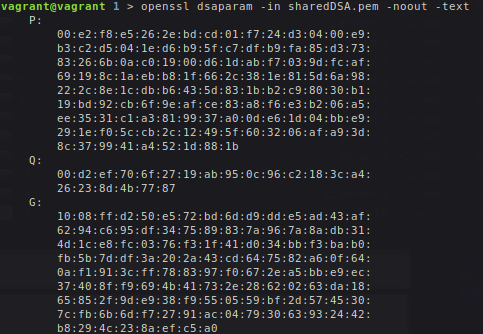 vagrant@vagrant 1 > openssl dsaparam -in sharedDSA.pem -noout -text
P:
00:e2:f8:e5:26:2e:bd:cd:01:f7:24:d3:04:00:e9:
b3:c2:d5:04:1e:d6:b9:5f:c7:df:b9:fa:85:d3:73:
83:26:6b:0a:c0:19:00:d6:1d:ab:f7:03:9d:fc:af:
69:19:8c:1a:eb:b8:1f:66:2c:38:1e:81:5d:6a:98:
22:2c:8e:1c:db:b6:43:5d:83:1b:b2:c9:80:30:b1:
19:bd:92:cb:6f:9e:af:ce:83:a8:f6:e3:b2:06:a5:
ee:35:31:c1:a3:81:99:37:a0:0d:e6:1d:04:bb:e9:
29:1e:f0:5c:cb:2c:12:49:5f:60:32:06:af:a9:3d:
8c:37:99:41:a4:52:1d:88:1b
Q:
00:d2:ef:70:6f:27:19:ab:95:0c:96:c2:18:3c:a4:
26:23:8d:4b:77:87
G:
10:08:ff:d2:50:e5:72:bd:6d:d9:dd:e5:ad:43:af:
62:94:c6:95:df:34:75:89:83:7a:96:7a:8a:db:31:
4d:1c:e8:fc:03:76:f3:1f:41:d0:34:bb:f3:ba:b0:
fb:5b:7d:df:3a:20:2a:43:cd:64:75:82:a6:0f:64:
0a:f1:91:3c:ff:78:83:97:f0:67:2e:a5:bb:e9:ec:
37:40:8f:f9:69:4b:41:73:2e:28:62:02:63:da:18:
65:85:2f:9d:e9:38:f9:55:05:59:bf:2d:57:45:30:
7c:fb:6b:6d:f7:27:91:ac:04:79:30:63:93:24:42:
b8:29:4c:23:8a:ef:c5:a0